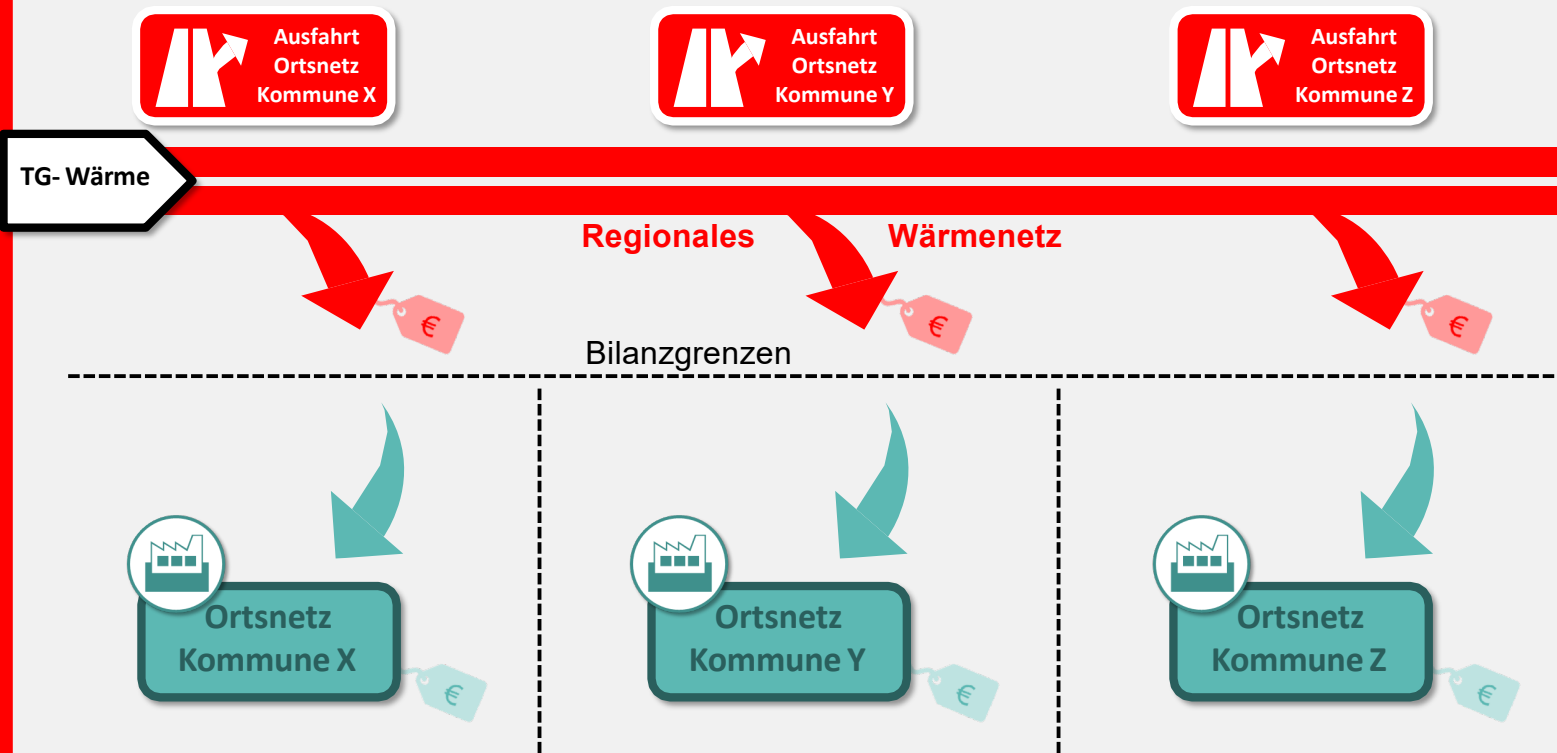 Ausfahrt
Ortsnetz
Kommune X
Ausfahrt
Ortsnetz
Kommune Y
Ausfahrt
Ortsnetz
Kommune Z
TG- Wärme
Regionales Wärmenetz
€
€
€
Bilanzgrenzen
Ortsnetz
Kommune X
€
Ortsnetz
Kommune Y
€
Ortsnetz
Kommune Z
€